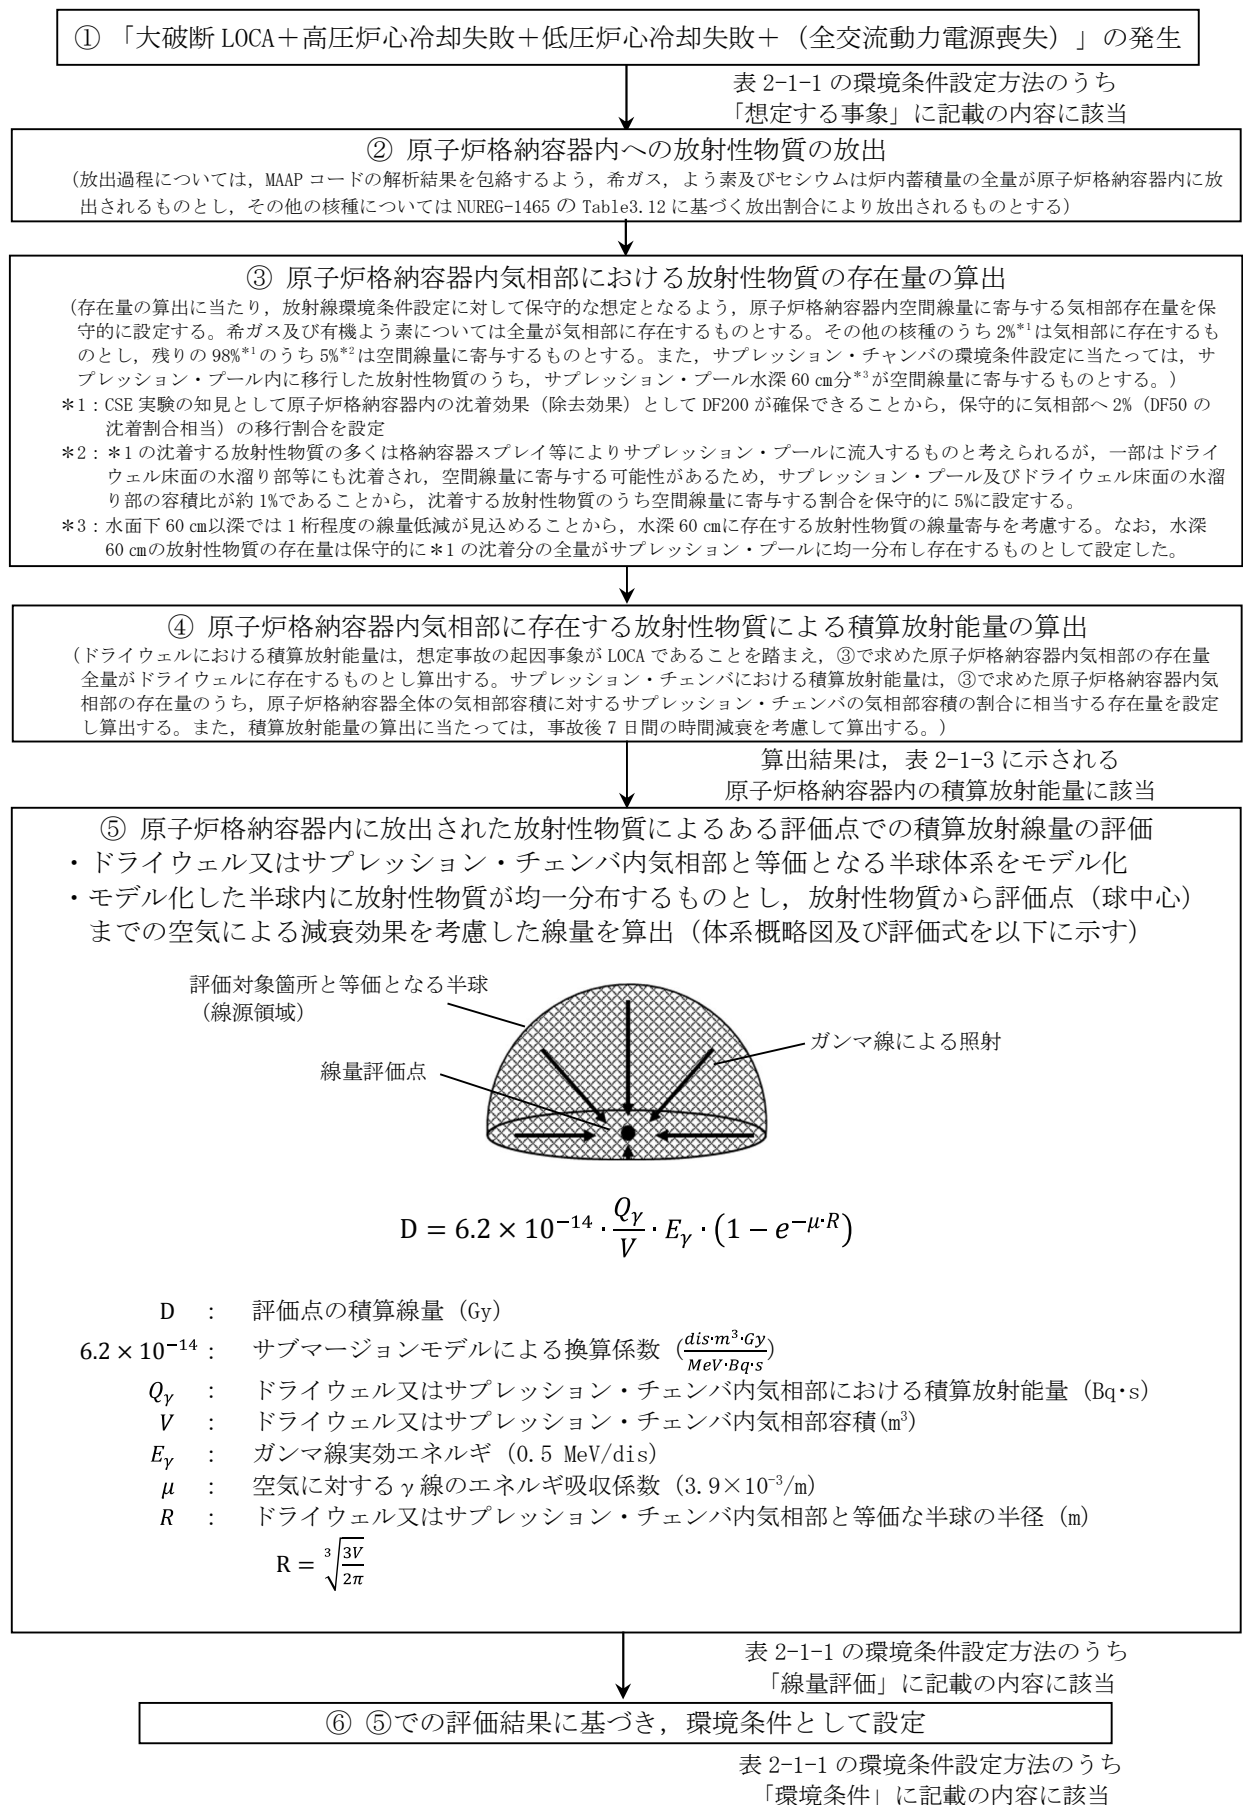 ① 「大破断 LOCA＋高圧炉心冷却失敗＋低圧炉心冷却失敗＋（全交流動力電源喪失）」の発生
表 2-1-1 の環境条件設定方法のうち
「想定する事象」に記載の内容に該当
② 原子炉格納容器内への放射性物質の放出
（放出過程については，MAAP コードの解析結果を包絡するよう，希ガス，よう素及びセシウムは炉内蓄積量の全量が原子炉格納容器内に放
出されるものとし，その他の核種については NUREG-1465 の Table3.12 に基づく放出割合により放出されるものとする）
③ 原子炉格納容器内気相部における放射性物質の存在量の算出
（存在量の算出に当たり，放射線環境条件設定に対して保守的な想定となるよう，原子炉格納容器内空間線量に寄与する気相部存在量を保
守的に設定する。希ガス及び有機よう素については全量が気相部に存在するものとする。その他の核種のうち 2%*1は気相部に存在するも
のとし，残りの 98%*1のうち 5%*2は空間線量に寄与するものとする。また，サプレッション・チャンバの環境条件設定に当たっては，サ
プレッション・プール内に移行した放射性物質のうち，サプレッション・プール水深 60 ㎝分*3が空間線量に寄与するものとする。）
＊1：CSE 実験の知見として原子炉格納容器内の沈着効果（除去効果）として DF200 が確保できることから，保守的に気相部へ 2%（DF50 の
沈着割合相当）の移行割合を設定
＊2：＊1 の沈着する放射性物質の多くは格納容器スプレイ等によりサプレッション・プールに流入するものと考えられるが，一部はドライ
ウェル床面の水溜り部等にも沈着され，空間線量に寄与する可能性があるため，サプレッション・プール及びドライウェル床面の水溜
り部の容積比が約 1%であることから，沈着する放射性物質のうち空間線量に寄与する割合を保守的に 5%に設定する。
＊3：水面下 60 ㎝以深では 1 桁程度の線量低減が見込めることから，水深 60 ㎝に存在する放射性物質の線量寄与を考慮する。なお，水深
60 ㎝の放射性物質の存在量は保守的に＊1 の沈着分の全量がサプレッション・プールに均一分布し存在するものとして設定した。
④ 原子炉格納容器内気相部に存在する放射性物質による積算放射能量の算出
（ドライウェルにおける積算放射能量は，想定事故の起因事象が LOCA であることを踏まえ，③で求めた原子炉格納容器内気相部の存在量
全量がドライウェルに存在するものとし算出する。サプレッション・チェンバにおける積算放射能量は，③で求めた原子炉格納容器内気
相部の存在量のうち，原子炉格納容器全体の気相部容積に対するサプレッション・チェンバの気相部容積の割合に相当する存在量を設定
し算出する。また，積算放射能量の算出に当たっては，事故後 7 日間の時間減衰を考慮して算出する。）
算出結果は，表 2-1-3 に示される
原子炉格納容器内の積算放射能量に該当
⑤ 原子炉格納容器内に放出された放射性物質によるある評価点での積算放射線量の評価
・ドライウェル又はサプレッション・チェンバ内気相部と等価となる半球体系をモデル化
・モデル化した半球内に放射性物質が均一分布するものとし，放射性物質から評価点（球中心）
までの空気による減衰効果を考慮した線量を算出（体系概略図及び評価式を以下に示す）
評価対象箇所と等価となる半球
（線源領域）
ガンマ線による照射
線量評価点
D = 6.2 × 10^{−14} · \frac{Q_γ}{V} · E_γ · (1 − e^{−μ·R})
D ： 評価点の積算線量（Gy）
6.2 × 10^{−14} ： サブマージョンモデルによる換算係数（\frac{dis·m^3·Gy}{MeV·Bq·s}）
Q_γ ： ドライウェル又はサプレッション・チェンバ内気相部における積算放射能量（Bq・s）
V ： ドライウェル又はサプレッション・チェンバ内気相部容積(m³)
E_γ ： ガンマ線実効エネルギ（0.5 MeV/dis）
μ ： 空気に対するγ線のエネルギ吸収係数（3.9×10⁻³/m）
R ： ドライウェル又はサプレッション・チェンバ内気相部と等価な半球の半径（m）
R = \sqrt[3]{\frac{3V}{2π}}
表 2-1-1 の環境条件設定方法のうち
「線量評価」に記載の内容に該当
⑥ ⑤での評価結果に基づき，環境条件として設定
表 2-1-1 の環境条件設定方法のうち
「環境条件」に記載の内容に該当